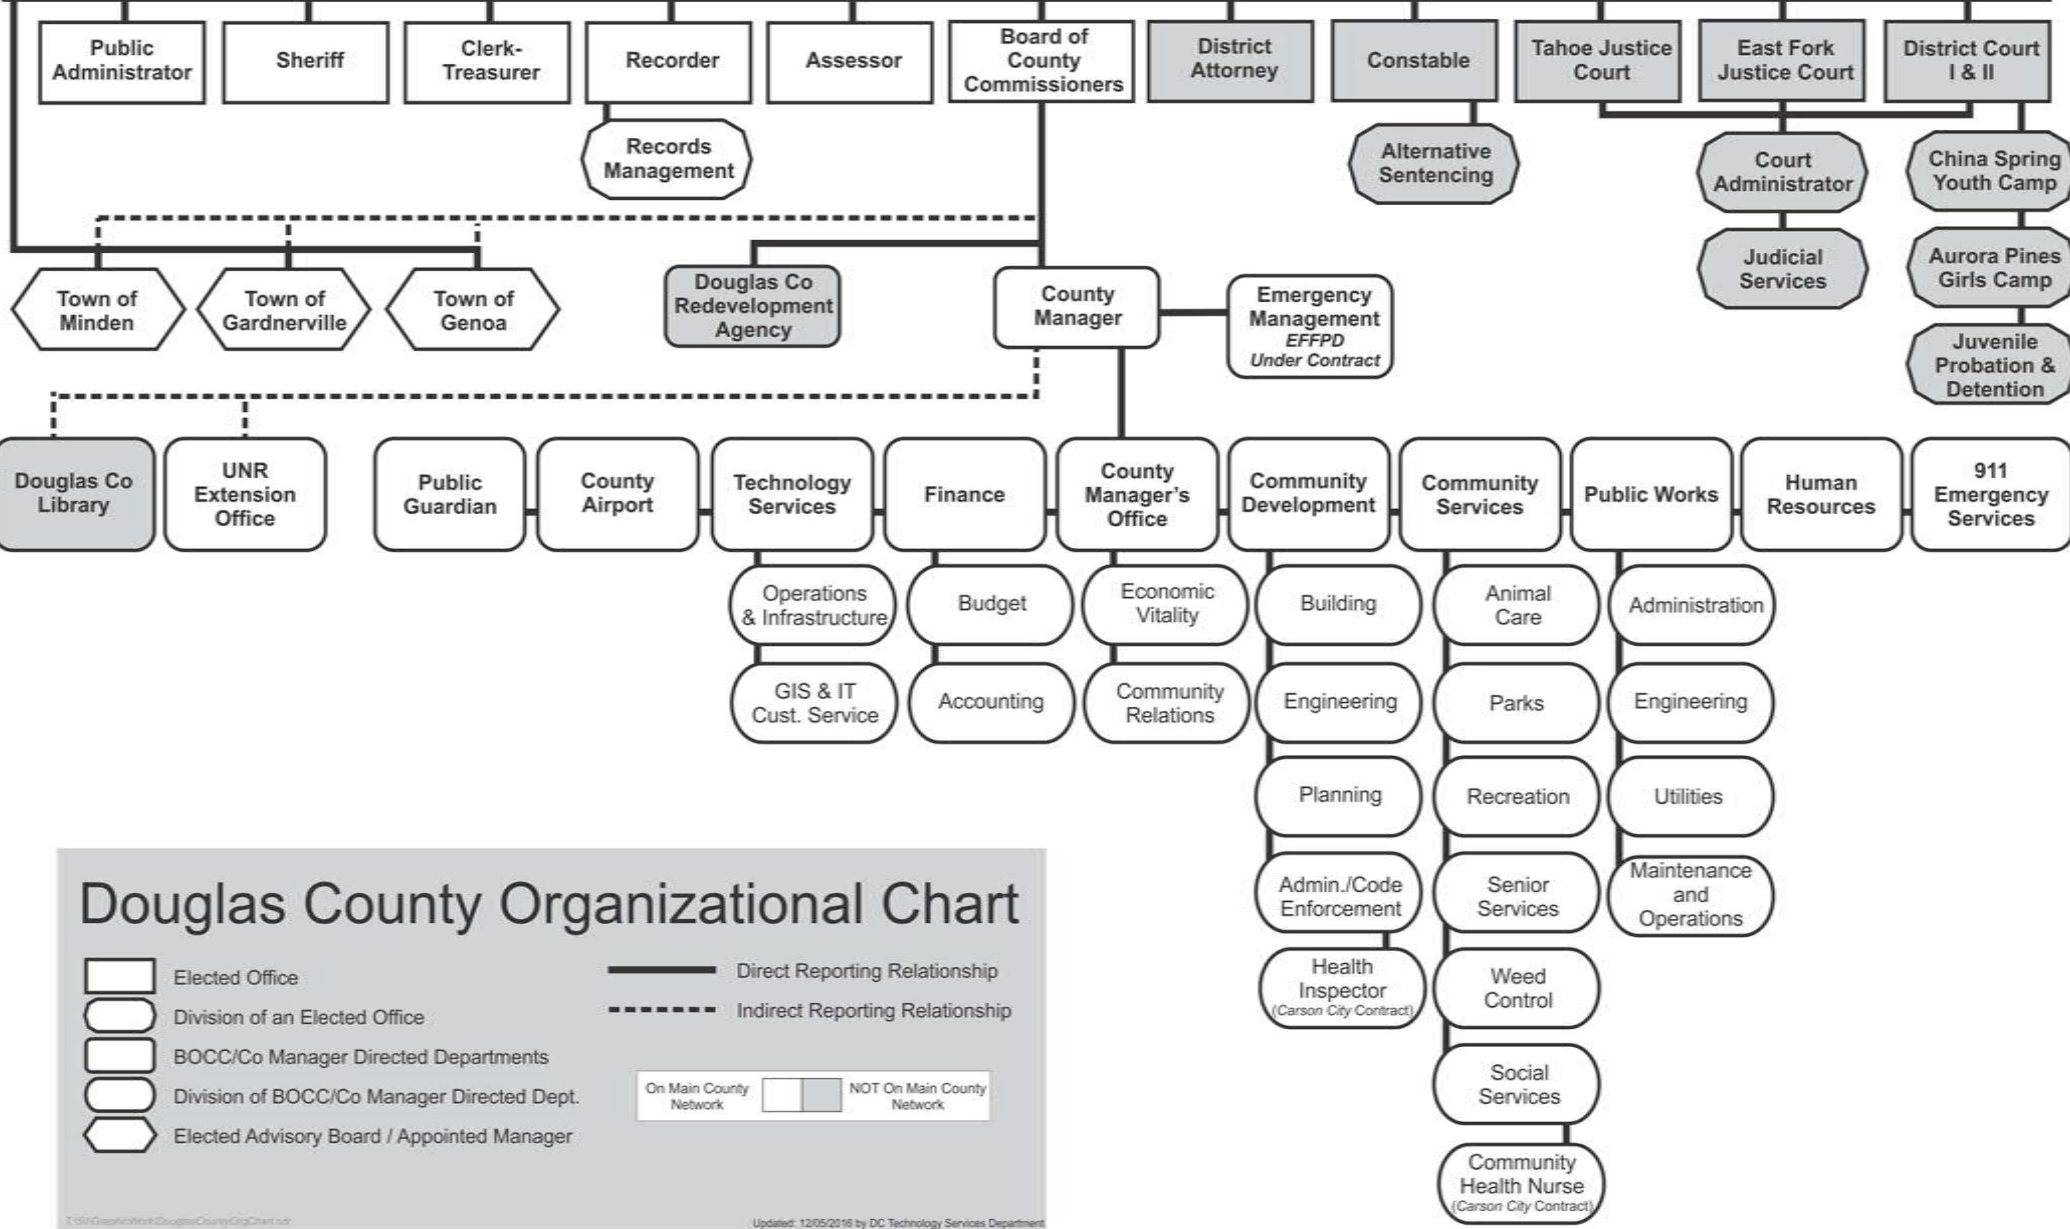 Public
Administrator
Sheriff
Clerk-
Treasurer
Recorder
Assessor
Board of
County
Commissioners
District
Attorney
Constable
Tahoe Justice
Court
East Fork
Justice Court
District Court
I & II
Records
Management
Alternative
Sentencing
Court
Administrator
China Spring
Youth Camp
Judicial
Services
Aurora Pines
Girls Camp
Juvenile
Probation &
Detention
Town of
Minden
Town of
Gardnerville
Town of
Genoa
Douglas Co
Redevelopment
Agency
County
Manager
Emergency
Management
EFFPD
Under Contract
Douglas Co
Library
UNR
Extension
Office
Public
Guardian
County
Airport
Technology
Services
Finance
County
Manager's
Office
Community
Development
Community
Services
Public Works
Human
Resources
911
Emergency
Services
Operations
& Infrastructure
GIS & IT
Cust. Service
Budget
Accounting
Economic
Vitality
Community
Relations
Building
Engineering
Planning
Admin./Code
Enforcement
Health
Inspector
(Carson City Contract)
Animal
Care
Parks
Recreation
Senior
Services
Weed
Control
Social
Services
Community
Health Nurse
(Carson City Contract)
Administration
Engineering
Utilities
Maintenance
and
Operations
Douglas County Organizational Chart
Elected Office
Division of an Elected Office
BOCC/Co Manager Directed Departments
Division of BOCC/Co Manager Directed Dept.
Elected Advisory Board / Appointed Manager
Direct Reporting Relationship
Indirect Reporting Relationship
On Main County
Network
NOT On Main County
Network
Updated: 12/05/2016 by DC Technology Services Department